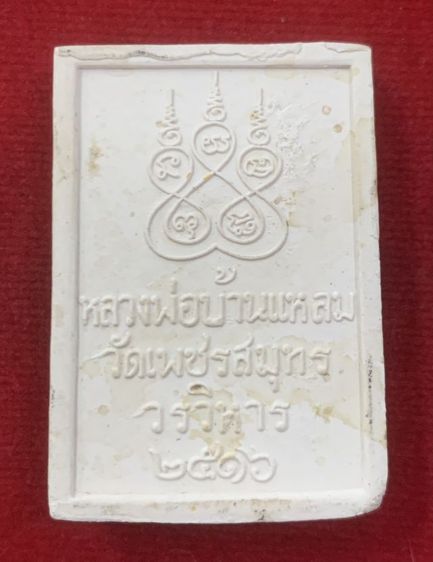 หลวงพ่อบ้านแหลม
วัดเพชรสมุทร
วรวิหาร
๒๕๑๖